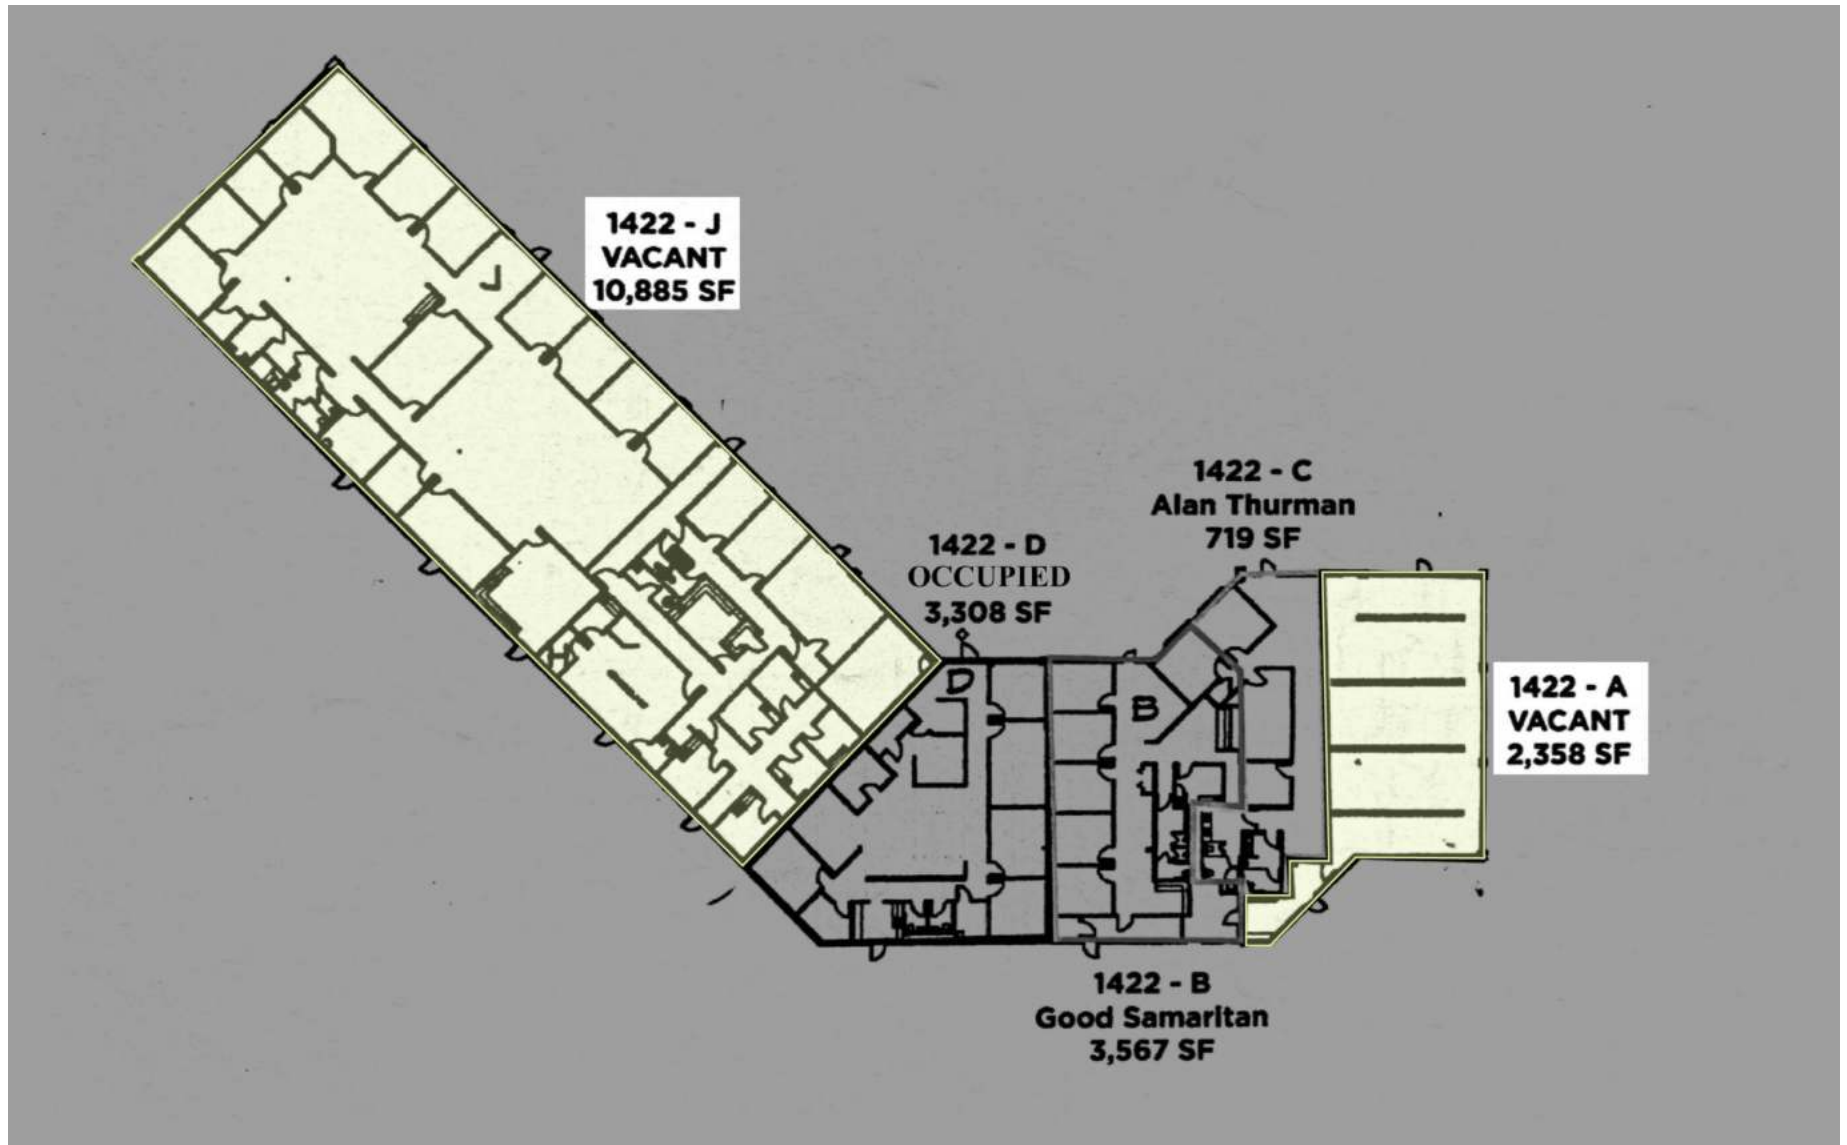 1422 - J
VACANT
10,885 SF
1422 - C
Alan Thurman
719 SF
1422 - D
OCCUPIED
3,308 SF
D
B
1422 - A
VACANT
2,358 SF
1422 - B
Good Samaritan
3,567 SF